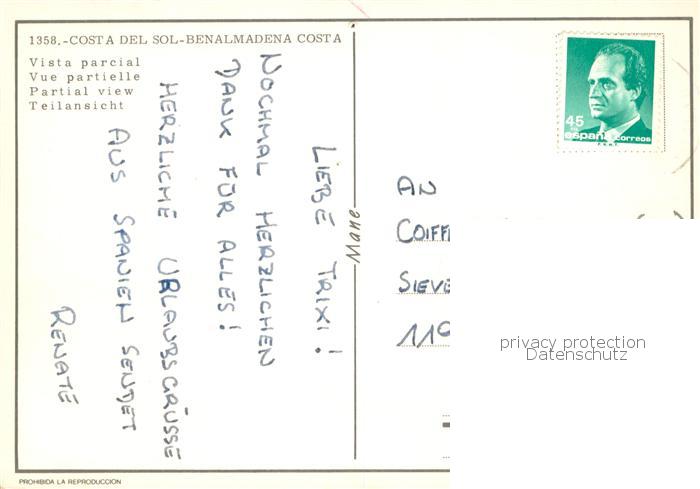 1358.-COSTA DEL SOL-BENALMADENA COSTA
Vista parcial
Vue partielle
Partial view
Teilansicht
LIEBE TRIXI!
NOCHMAL HERZLICHEN
DANK FÜR ALLES!
HERZLICHE URLAUBSGRÜSSE
AUS SPANIEN SENDET
RENATE
Mane
45
españa correos
AN
COIFF
SIEVE
privacy protection
Datenschutz
PROHIBIDA LA REPRODUCCION